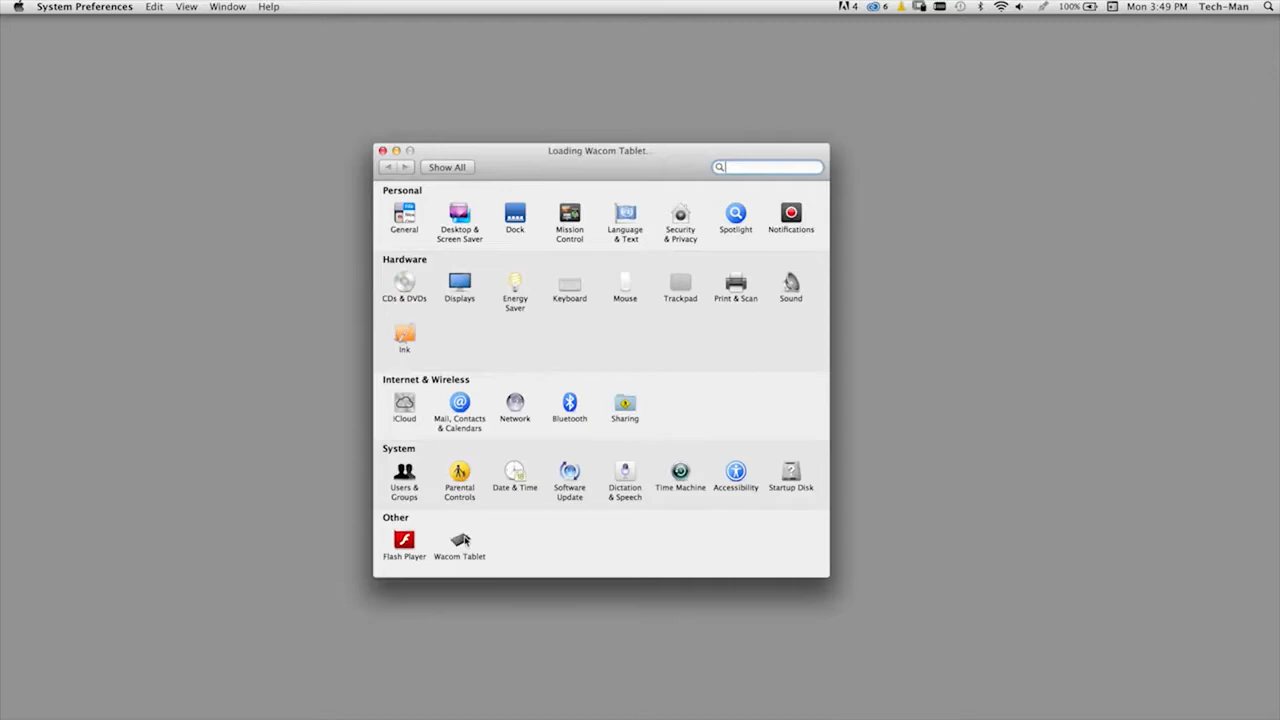 System Preferences Edit View Window Help 4 6 100% Mon 3:49 PM Tech-Man
Loading Wacom Tablet...
Show All
Personal
General Desktop & Screen Saver Dock Mission Control Language & Text Security & Privacy Spotlight Notifications
Hardware
CDs & DVDs Displays Energy Saver Keyboard Mouse Trackpad Print & Scan Sound
Ink
Internet & Wireless
iCloud Mail, Contacts & Calendars Network Bluetooth Sharing
System
Users & Groups Parental Controls Date & Time Software Update Dictation & Speech Time Machine Accessibility Startup Disk
Other
Flash Player Wacom Tablet